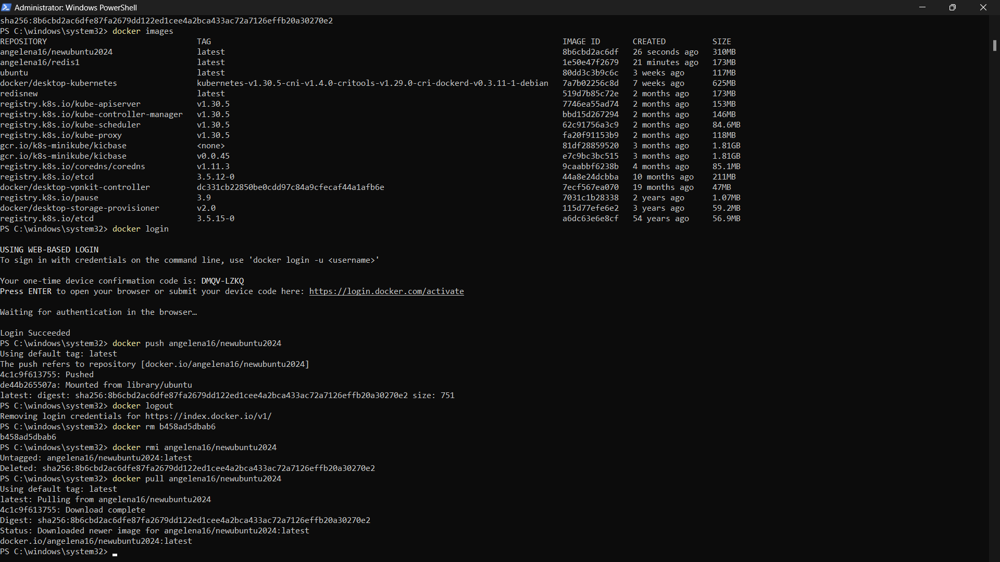 Administrator: Windows PowerShell
sha256:8b6cbd2ac6dfe87fa2679dd122ed1cee4a2bca433ac72a7126effb20a30270e2
PS C:\windows\system32> docker images
REPOSITORY TAG IMAGE ID CREATED SIZE
angelena16/newubuntu2024 latest 8b6cbd2ac6df 26 seconds ago 310MB
angelena16/redis1 latest 1e50e47f2679 21 minutes ago 173MB
ubuntu latest 80dd3c3b9c6c 3 weeks ago 117MB
docker/desktop-kubernetes kubernetes-v1.30.5-cni-v1.4.0-critools-v1.29.0-cri-dockerd-v0.3.11-1-debian 7a7b02256c8d 7 weeks ago 625MB
redisnew latest 519d7b85c72e 2 months ago 173MB
registry.k8s.io/kube-apiserver v1.30.5 7746ea55ad74 2 months ago 153MB
registry.k8s.io/kube-controller-manager v1.30.5 bbd15d267294 2 months ago 146MB
registry.k8s.io/kube-scheduler v1.30.5 62c91756a3c9 2 months ago 84.6MB
registry.k8s.io/kube-proxy v1.30.5 fa20f91153b9 2 months ago 118MB
gcr.io/k8s-minikube/kicbase <none> 81df28859520 3 months ago 1.81GB
gcr.io/k8s-minikube/kicbase v0.0.45 e7c9bc3bc515 3 months ago 1.81GB
registry.k8s.io/coredns/coredns v1.11.3 9caabbf6238b 4 months ago 85.1MB
registry.k8s.io/etcd 3.5.12-0 44a8e24dcbba 10 months ago 211MB
docker/desktop-vpnkit-controller dc331cb22850be0cdd97c84a9cfecaf44a1afb6e 7ecf567ea070 19 months ago 47MB
registry.k8s.io/pause 3.9 7031c1b28338 2 years ago 1.07MB
docker/desktop-storage-provisioner v2.0 115d77efe6e2 3 years ago 59.2MB
registry.k8s.io/etcd 3.5.15-0 a6dc63e6e8cf 54 years ago 56.9MB
PS C:\windows\system32> docker login
USING WEB-BASED LOGIN
To sign in with credentials on the command line, use 'docker login -u <username>'
Your one-time device confirmation code is: DMQV-LZKQ
Press ENTER to open your browser or submit your device code here: https://login.docker.com/activate
Waiting for authentication in the browser…
Login Succeeded
PS C:\windows\system32> docker push angelena16/newubuntu2024
Using default tag: latest
The push refers to repository [docker.io/angelena16/newubuntu2024]
4c1c9f613755: Pushed
de44b265507a: Mounted from library/ubuntu
latest: digest: sha256:8b6cbd2ac6dfe87fa2679dd122ed1cee4a2bca433ac72a7126effb20a30270e2 size: 751
PS C:\windows\system32> docker logout
Removing login credentials for https://index.docker.io/v1/
PS C:\windows\system32> docker rm b458ad5dbab6
b458ad5dbab6
PS C:\windows\system32> docker rmi angelena16/newubuntu2024
Untagged: angelena16/newubuntu2024:latest
Deleted: sha256:8b6cbd2ac6dfe87fa2679dd122ed1cee4a2bca433ac72a7126effb20a30270e2
PS C:\windows\system32> docker pull angelena16/newubuntu2024
Using default tag: latest
latest: Pulling from angelena16/newubuntu2024
4c1c9f613755: Download complete
Digest: sha256:8b6cbd2ac6dfe87fa2679dd122ed1cee4a2bca433ac72a7126effb20a30270e2
Status: Downloaded newer image for angelena16/newubuntu2024:latest
docker.io/angelena16/newubuntu2024:latest
PS C:\windows\system32>